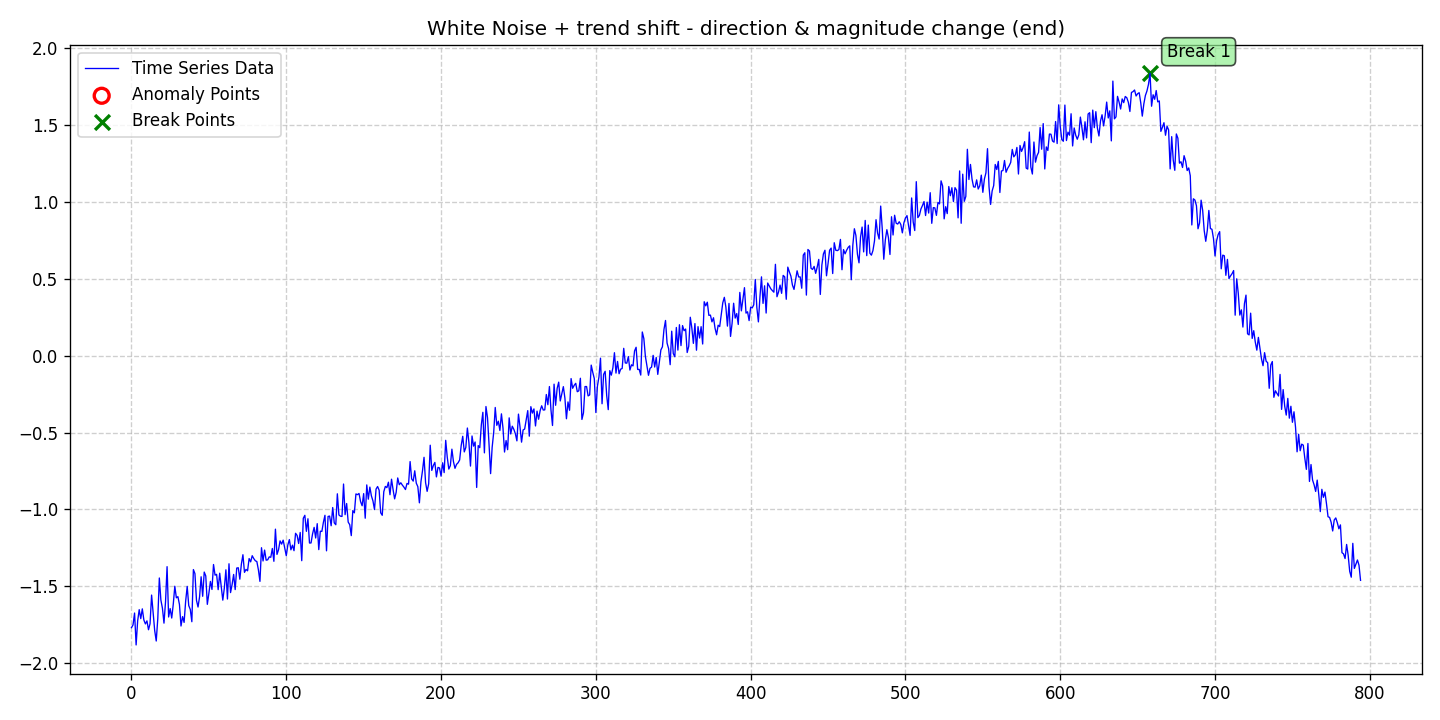 White Noise + trend shift - direction & magnitude change (end)
Break 1
Time Series Data
Anomaly Points
Break Points
2.0
1.5
1.0
0.5
0.0
−0.5
−1.0
−1.5
−2.0
0 100 200 300 400 500 600 700 800